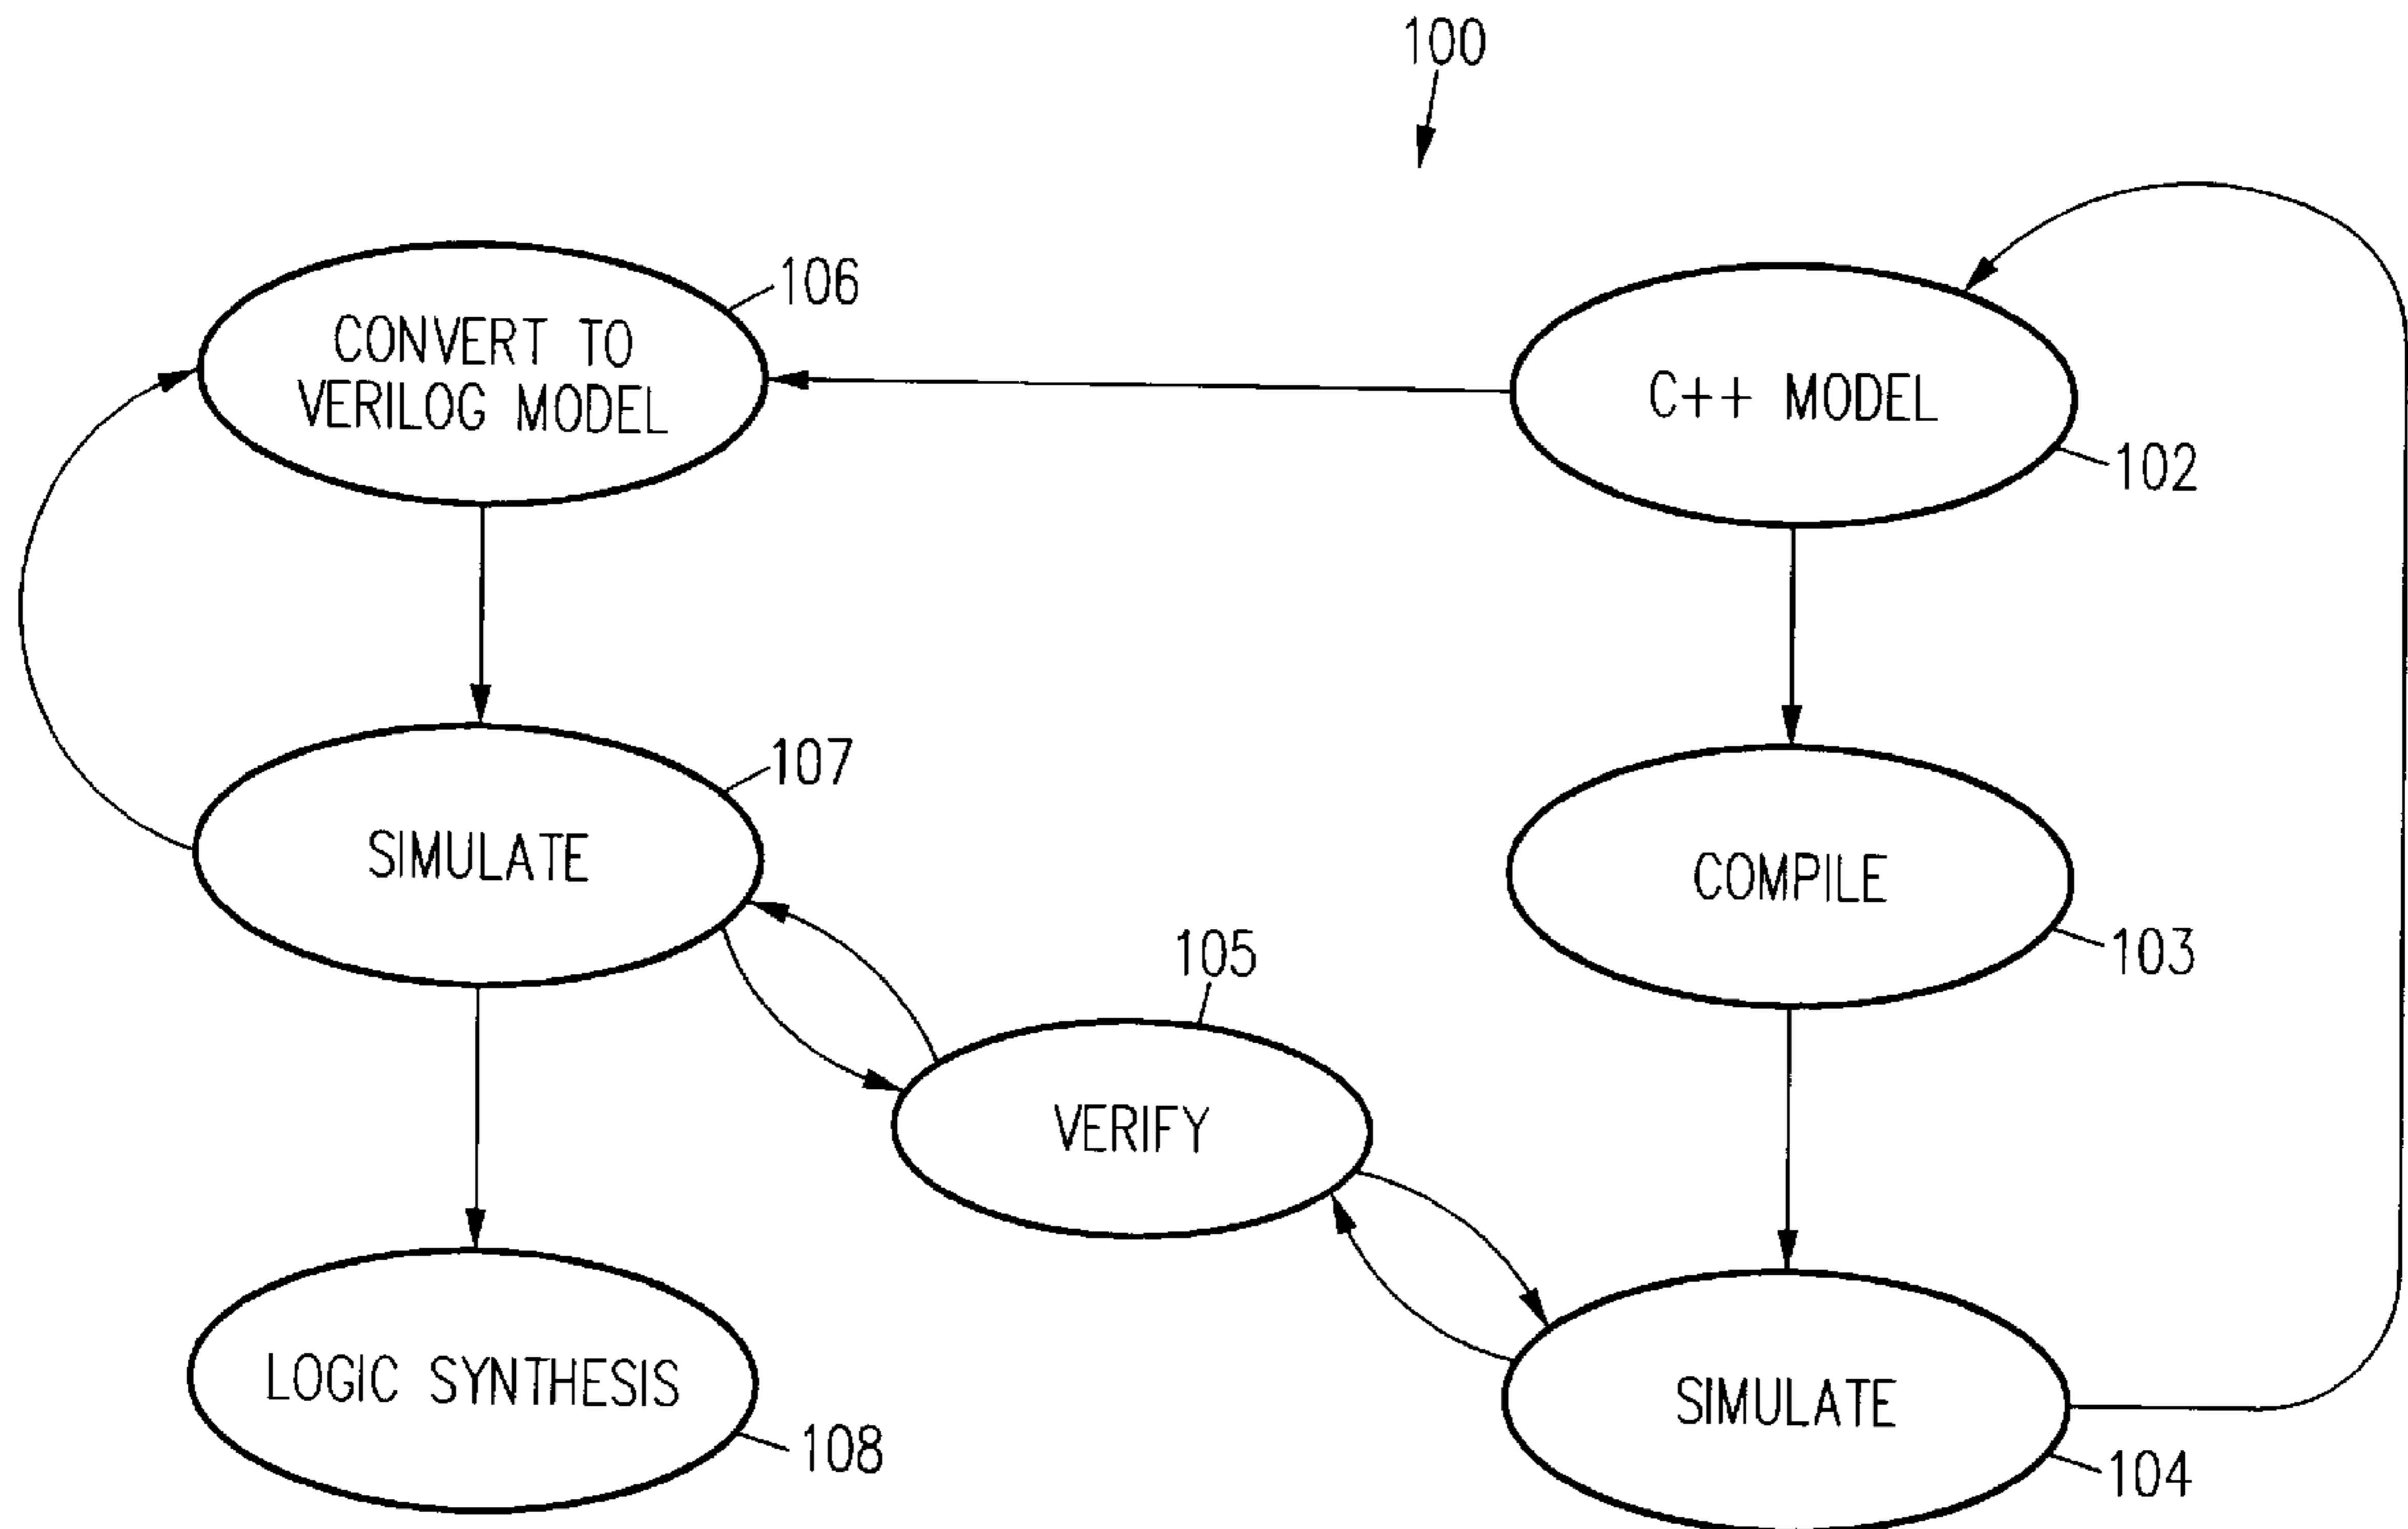 100
106
CONVERT TO
VERILOG MODEL
C++ MODEL
102
107
SIMULATE
COMPILE
103
105
VERIFY
LOGIC SYNTHESIS
108
SIMULATE
104